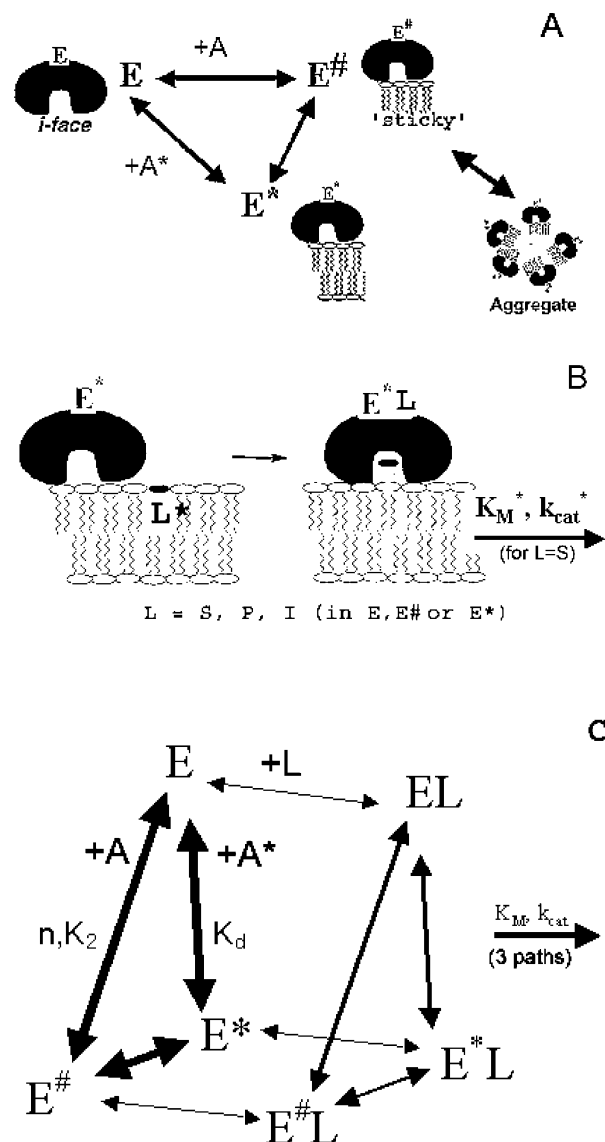 A
E
E
+A
E#
E#
i-face
'sticky'
+A*
E*
E*
Aggregate
B
E*
E*L
L*
KM*, kcat*
(for L=S)
L = S, P, I (in E,E# or E*)
C
E
+L
EL
+A
+A*
n,K2
Kd
KM, kcat
(3 paths)
E*
E*L
E#
E#L